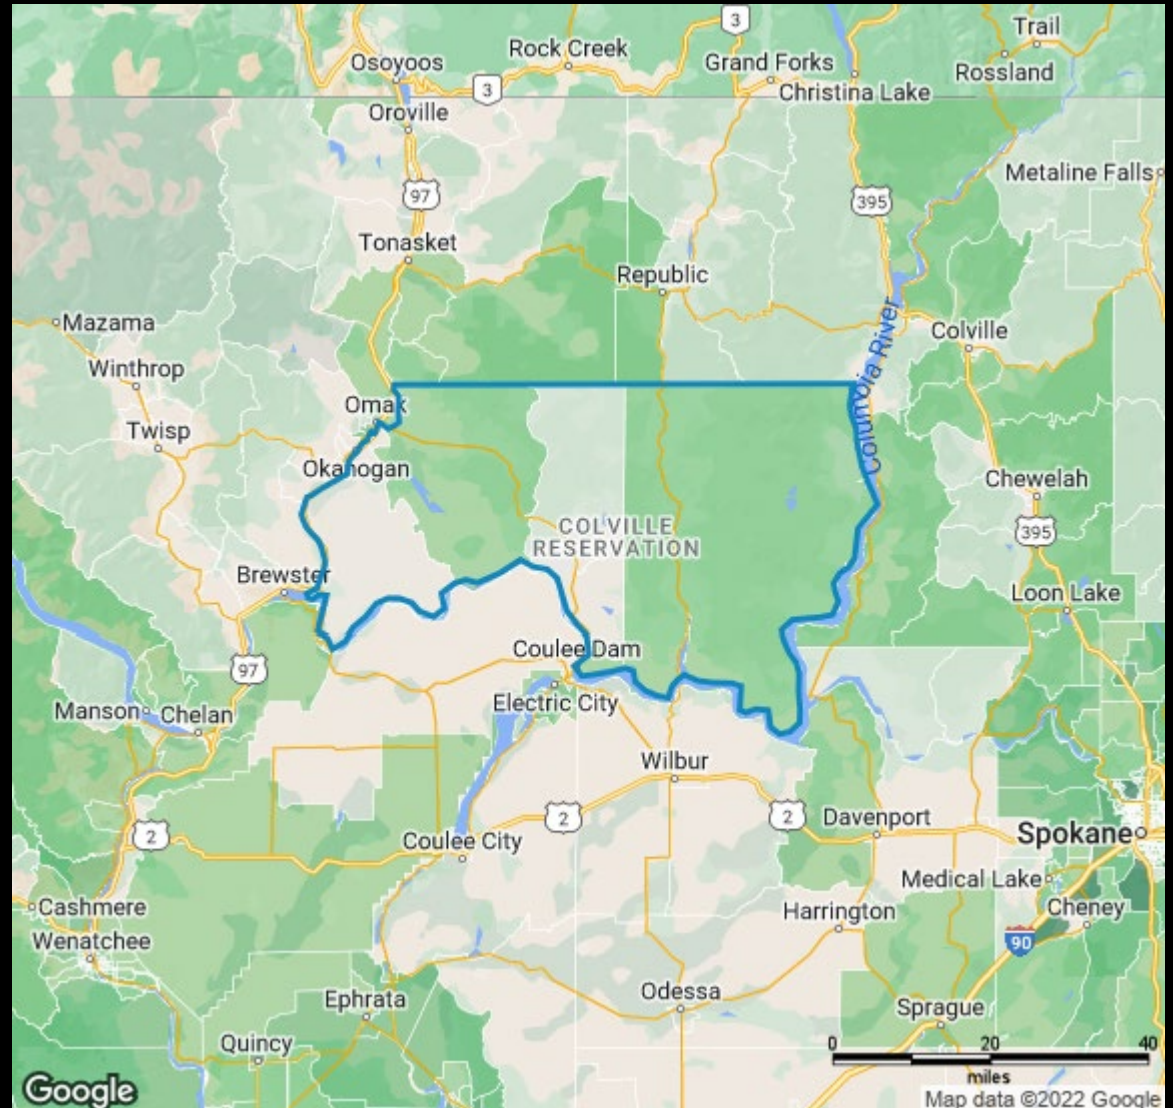 3
Trail
Rock Creek
Grand Forks
Osoyoos
Rossland
3
Christina Lake
Oroville
Metaline Falls
97
395
Tonasket
Republic
Mazama
Colville
Winthrop
Columbia River
Omak
Twisp
Okanogan
Chewelah
COLVILLE
RESERVATION
395
Brewster
Loon Lake
Coulee Dam
97
Electric City
Manson
Chelan
Wilbur
2
2
2
Davenport
Spokane
Coulee City
Medical Lake
Cashmere
Harrington
Cheney
Wenatchee
90
Odessa
Ephrata
Sprague
Quincy
0 20 40
miles
Google
Map data ©2022 Google